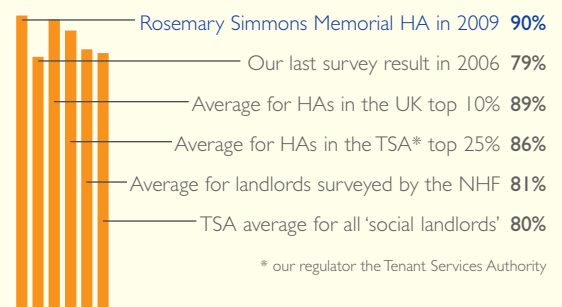 Rosemary Simmons Memorial HA in 2009 90%
Our last survey result in 2006 79%
Average for HAs in the UK top 10% 89%
Average for HAs in the TSA* top 25% 86%
Average for landlords surveyed by the NHF 81%
TSA average for all ‘social landlords’ 80%
* our regulator the Tenant Services Authority